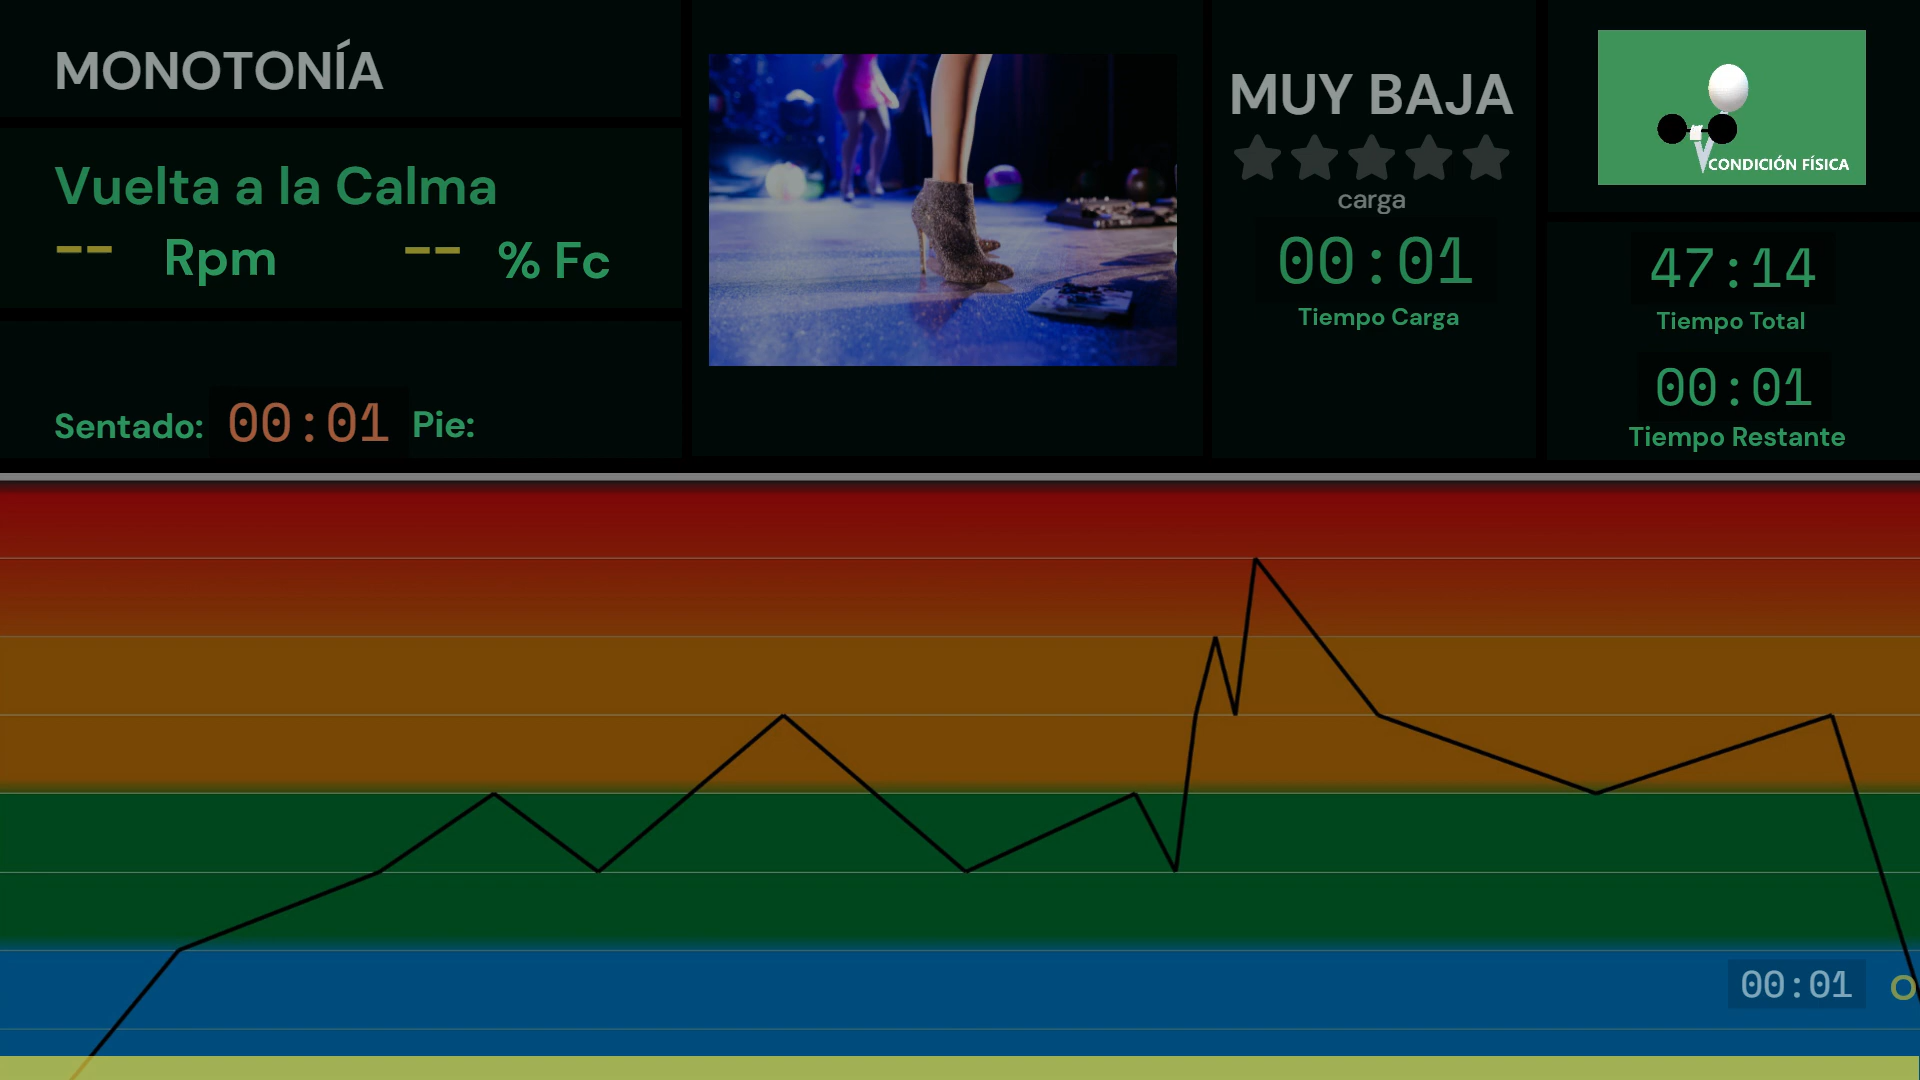 MONOTONÍA
Vuelta a la Calma
-- Rpm -- % Fc
Sentado: 00:01 Pie:
MUY BAJA
carga
00:01
Tiempo Carga
CONDICIÓN FÍSICA
47:14
Tiempo Total
00:01
Tiempo Restante
00:01